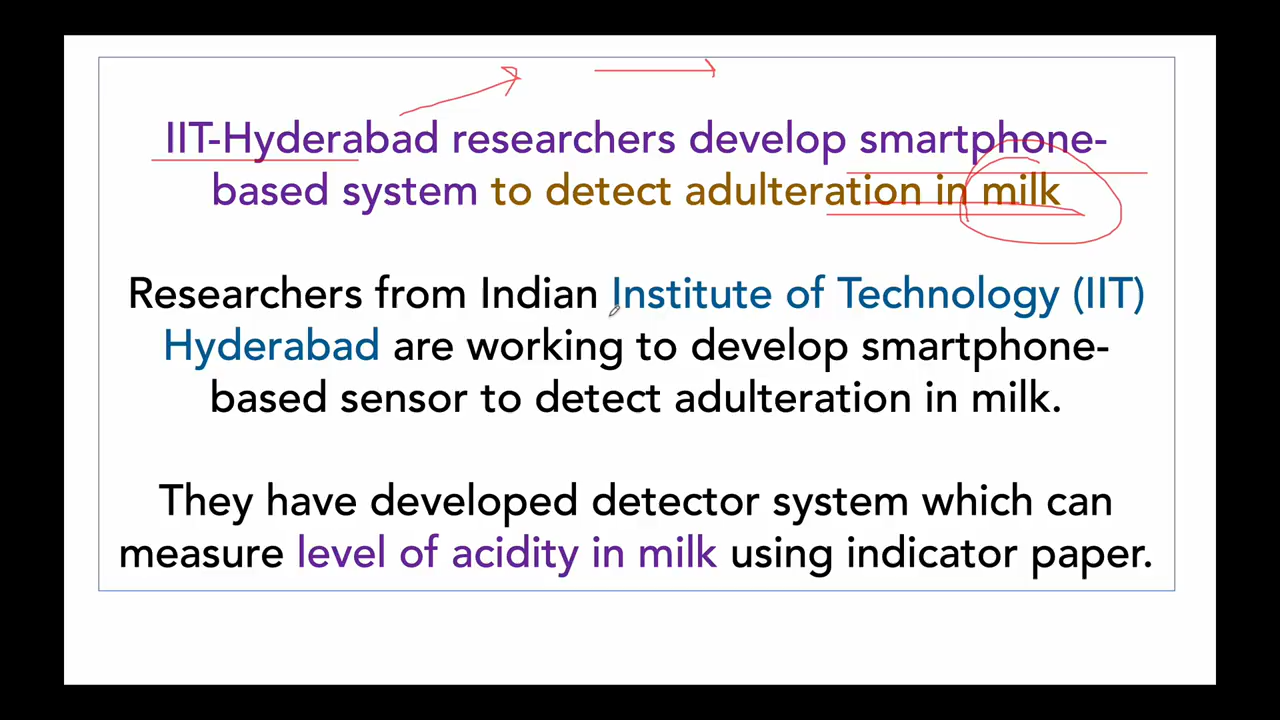 IIT-Hyderabad researchers develop smartphone-
based system to detect adulteration in milk
Researchers from Indian Institute of Technology (IIT)
Hyderabad are working to develop smartphone-
based sensor to detect adulteration in milk.
They have developed detector system which can
measure level of acidity in milk using indicator paper.